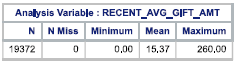 Analysis Variable : RECENT_AVG_GIFT_AMT
N N Miss Minimum Mean Maximum
19372 0 0,00 15,37 260,00